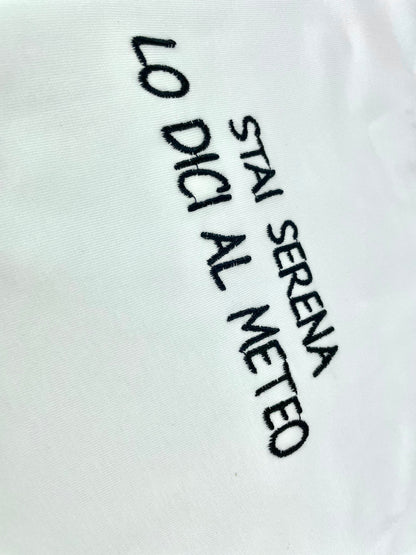 STAI SERENA
LO DICI AL METEO